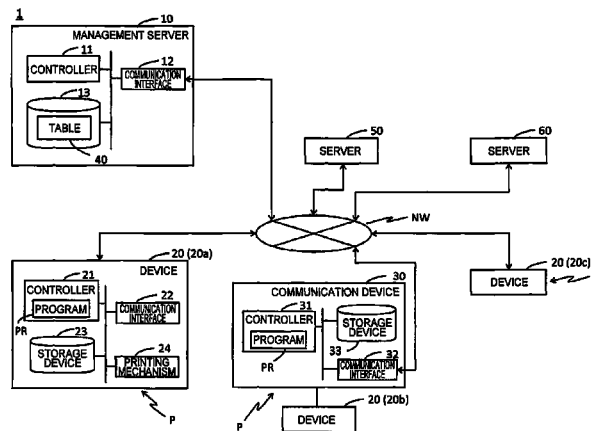 1
10
MANAGEMENT SERVER
11
CONTROLLER
12
COMMUNICATION
INTERFACE
13
TABLE
40
50
SERVER
60
SERVER
NW
20 (20a)
DEVICE
21
CONTROLLER
PROGRAM
PR
22
COMMUNICATION
INTERFACE
23
STORAGE
DEVICE
24
PRINTING
MECHANISM
P
30
COMMUNICATION DEVICE
31
CONTROLLER
PROGRAM
PR
STORAGE
DEVICE
33
32
COMMUNICATION
INTERFACE
P
20 (20b)
DEVICE
20 (20c)
DEVICE